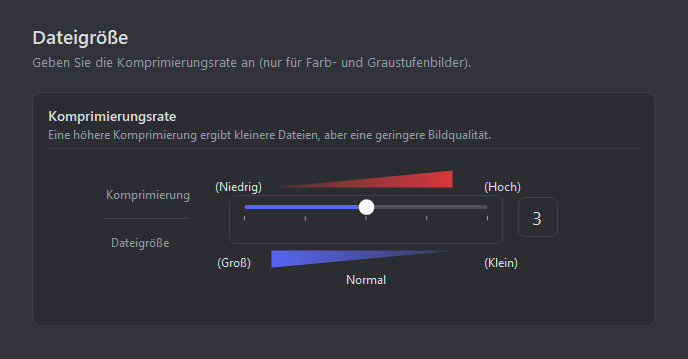 Dateigröße
Geben Sie die Komprimierungsrate an (nur für Farb- und Graustufenbilder).
Komprimierungsrate
Eine höhere Komprimierung ergibt kleinere Dateien, aber eine geringere Bildqualität.
Komprimierung
(Niedrig)
(Hoch)
3
Dateigröße
(Groß)
(Klein)
Normal